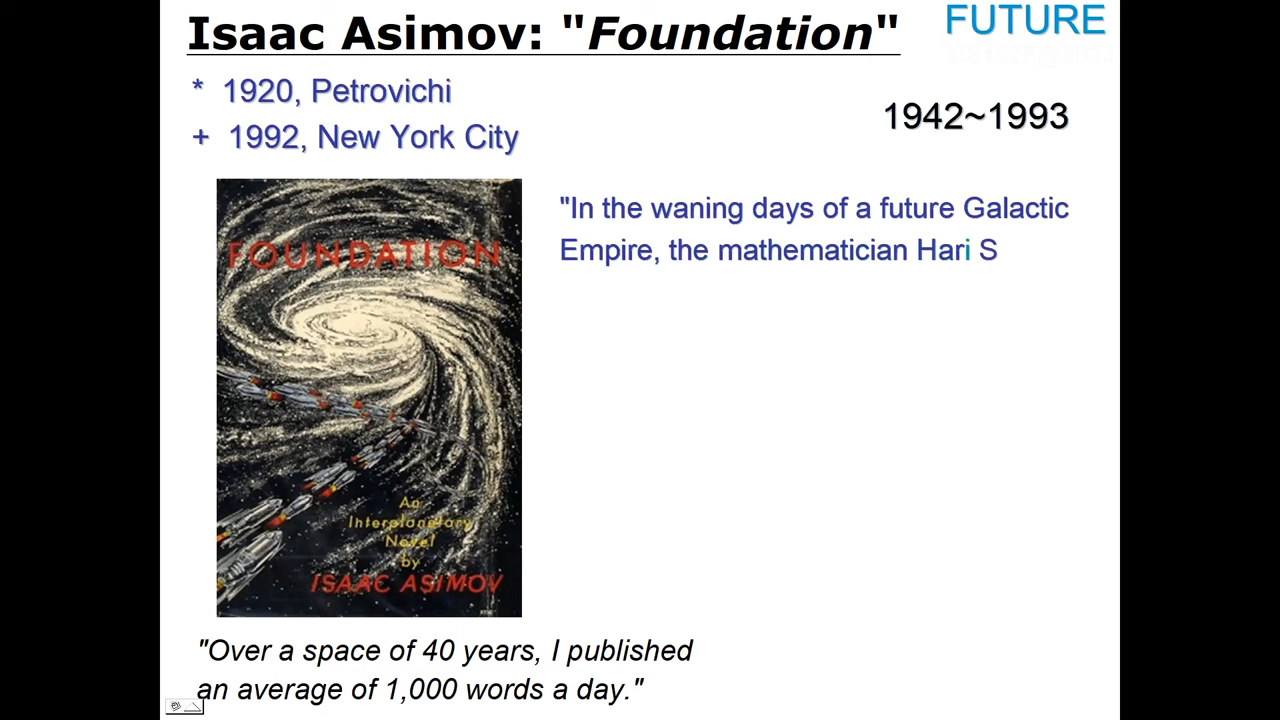 Isaac Asimov: "Foundation"
FUTURE
* 1920, Petrovichi
+ 1992, New York City
1942~1993
"In the waning days of a future Galactic
Empire, the mathematician Hari S
FOUNDATION
An
Interplanetary
Novel
by
ISAAC ASIMOV
"Over a space of 40 years, I published
an average of 1,000 words a day."